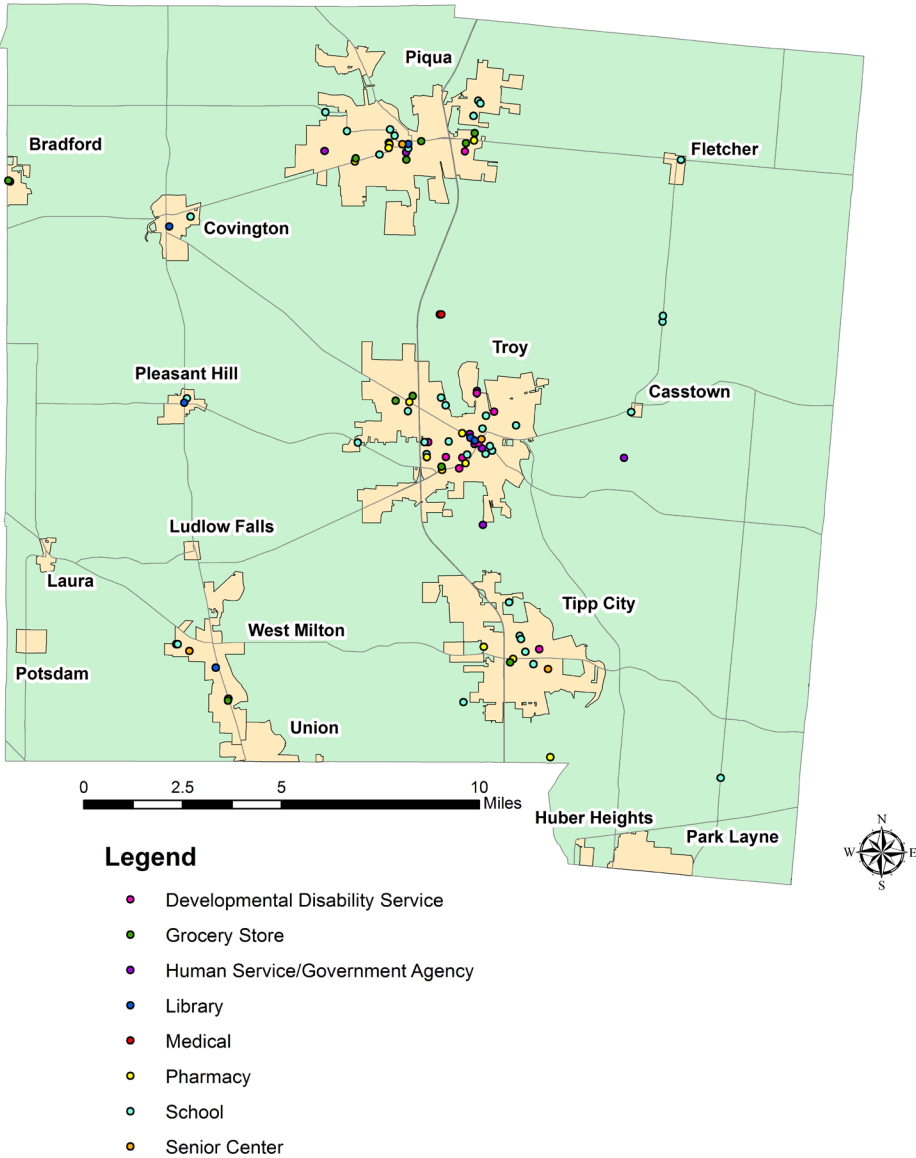 Piqua
Bradford
Fletcher
Covington
Troy
Pleasant Hill
Casstown
Ludlow Falls
Laura
Tipp City
West Milton
Potsdam
Union
0 2.5 5 10
Miles
Huber Heights
Park Layne
N
W E
S
Legend
Developmental Disability Service
Grocery Store
Human Service/Government Agency
Library
Medical
Pharmacy
School
Senior Center